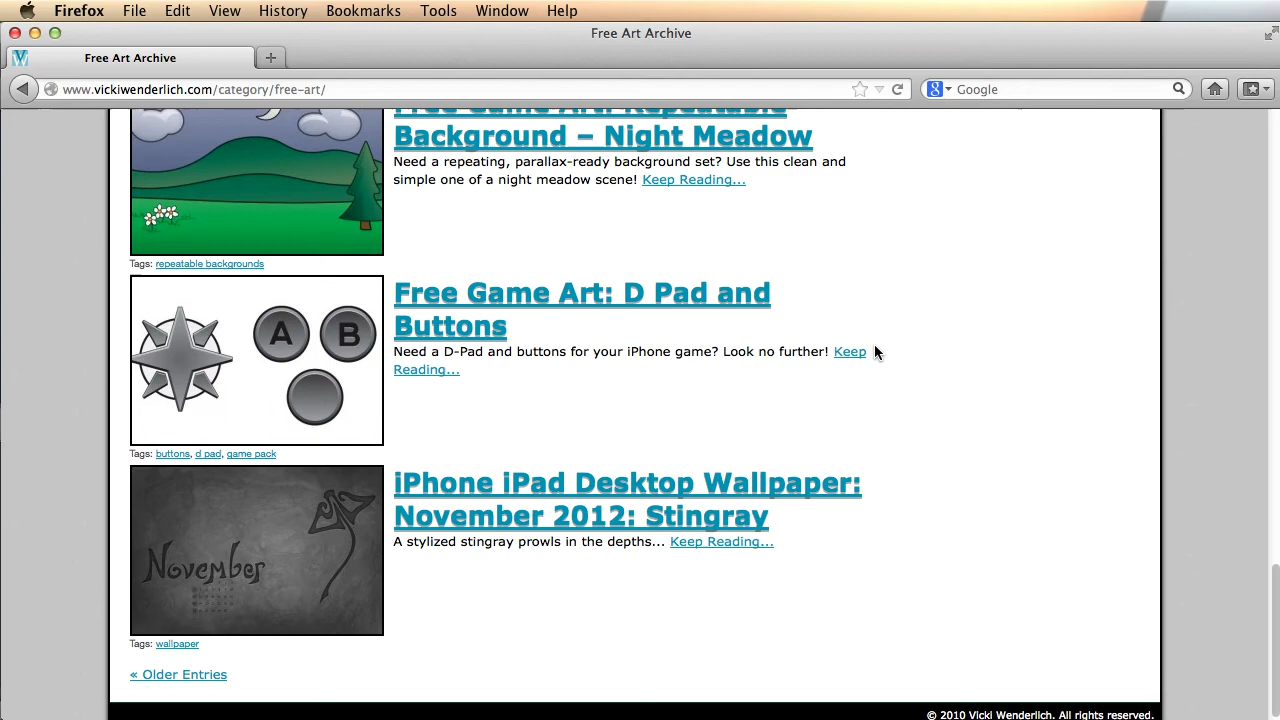 Firefox File Edit View History Bookmarks Tools Window Help
Free Art Archive
Free Art Archive
www.vickiwenderlich.com/category/free-art/
Google
Free Game Art: Repeatable
Background – Night Meadow
Need a repeating, parallax-ready background set? Use this clean and
simple one of a night meadow scene! Keep Reading...
Tags: repeatable backgrounds
A B
Free Game Art: D Pad and
Buttons
Need a D-Pad and buttons for your iPhone game? Look no further! Keep
Reading...
Tags: buttons, d pad, game pack
November
iPhone iPad Desktop Wallpaper:
November 2012: Stingray
A stylized stingray prowls in the depths... Keep Reading...
Tags: wallpaper
« Older Entries
© 2010 Vicki Wenderlich. All rights reserved.